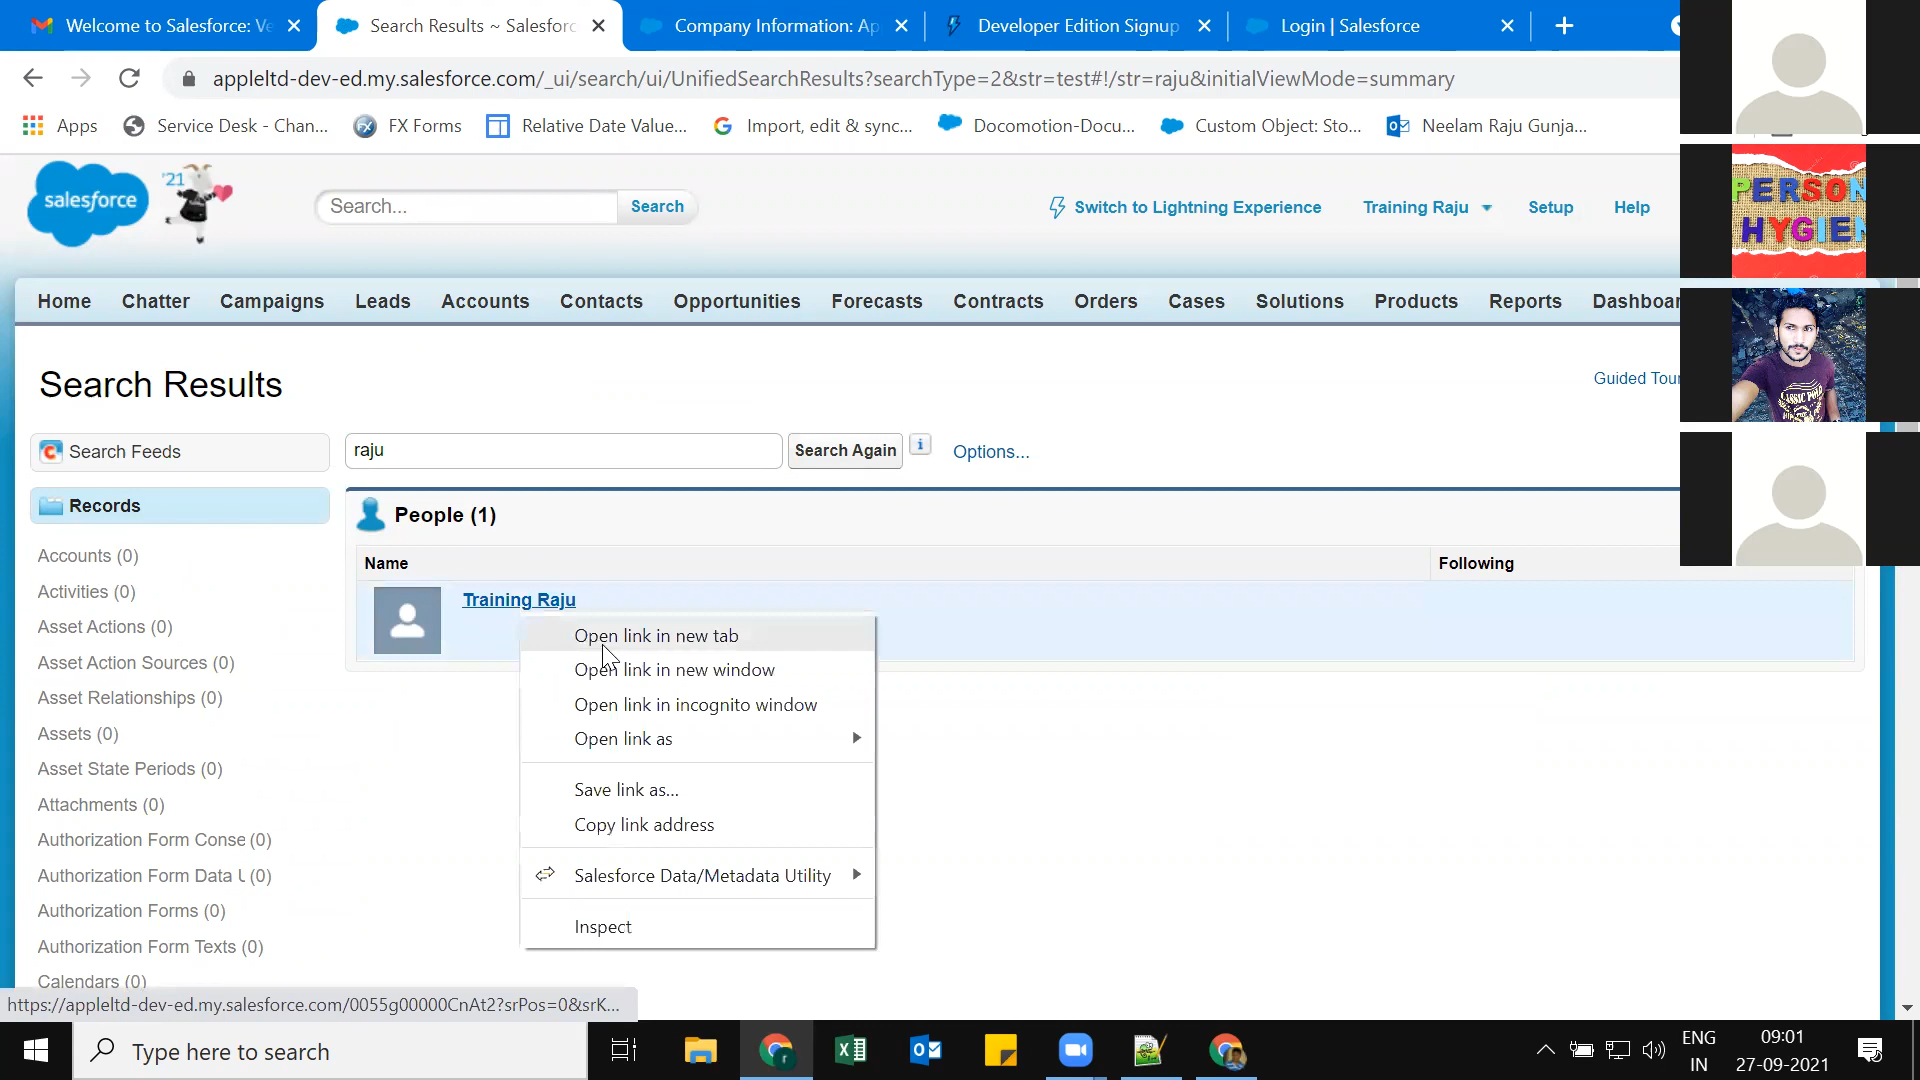 Welcome to Salesforce: Ve
Search Results ~ Salesforc
Company Information: Ap
Developer Edition Signup
Login | Salesforce
appleltd-dev-ed.my.salesforce.com/_ui/search/ui/UnifiedSearchResults?searchType=2&str=test#!/str=raju&initialViewMode=summary
Apps
Service Desk - Chan...
FX Forms
Relative Date Value...
Import, edit & sync...
Docomotion-Docu...
Custom Object: Sto...
Neelam Raju Gunja...
salesforce
'21
Search...
Search
Switch to Lightning Experience
Training Raju
Setup
Help
PERSON
HYGIEN
Home
Chatter
Campaigns
Leads
Accounts
Contacts
Opportunities
Forecasts
Contracts
Orders
Cases
Solutions
Products
Reports
Dashboar
Search Results
Guided Tour
CLASSIC POLO
Search Feeds
raju
Search Again
Options...
Records
People (1)
Name
Following
Training Raju
Accounts (0)
Activities (0)
Asset Actions (0)
Asset Action Sources (0)
Asset Relationships (0)
Assets (0)
Asset State Periods (0)
Attachments (0)
Authorization Form Conse (0)
Authorization Form Data U (0)
Authorization Forms (0)
Authorization Form Texts (0)
Calendars (0)
Open link in new tab
Open link in new window
Open link in incognito window
Open link as
Save link as...
Copy link address
Salesforce Data/Metadata Utility
Inspect
https://appleltd-dev-ed.my.salesforce.com/0055g00000CnAt2?srPos=0&srK...
Type here to search
ENG
IN
09:01
27-09-2021